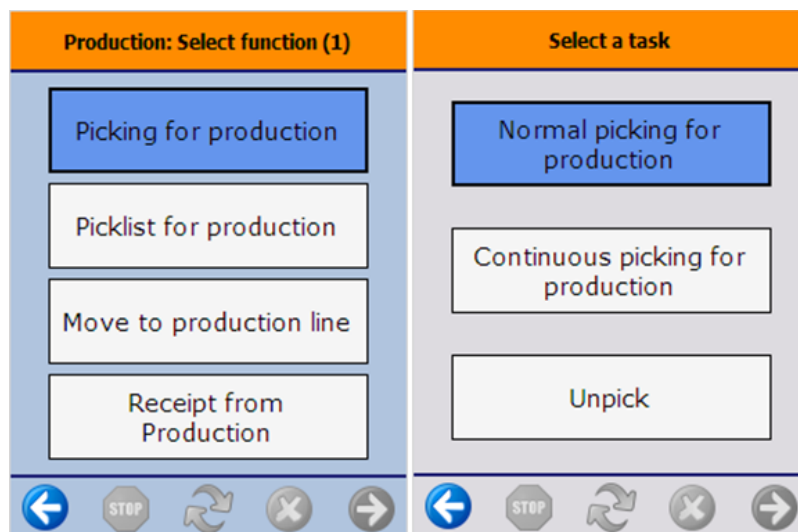 Production: Select function (1)
Picking for production
Picklist for production
Move to production line
Receipt from
Production
STOP
Select a task
Normal picking for
production
Continuous picking for
production
Unpick
STOP